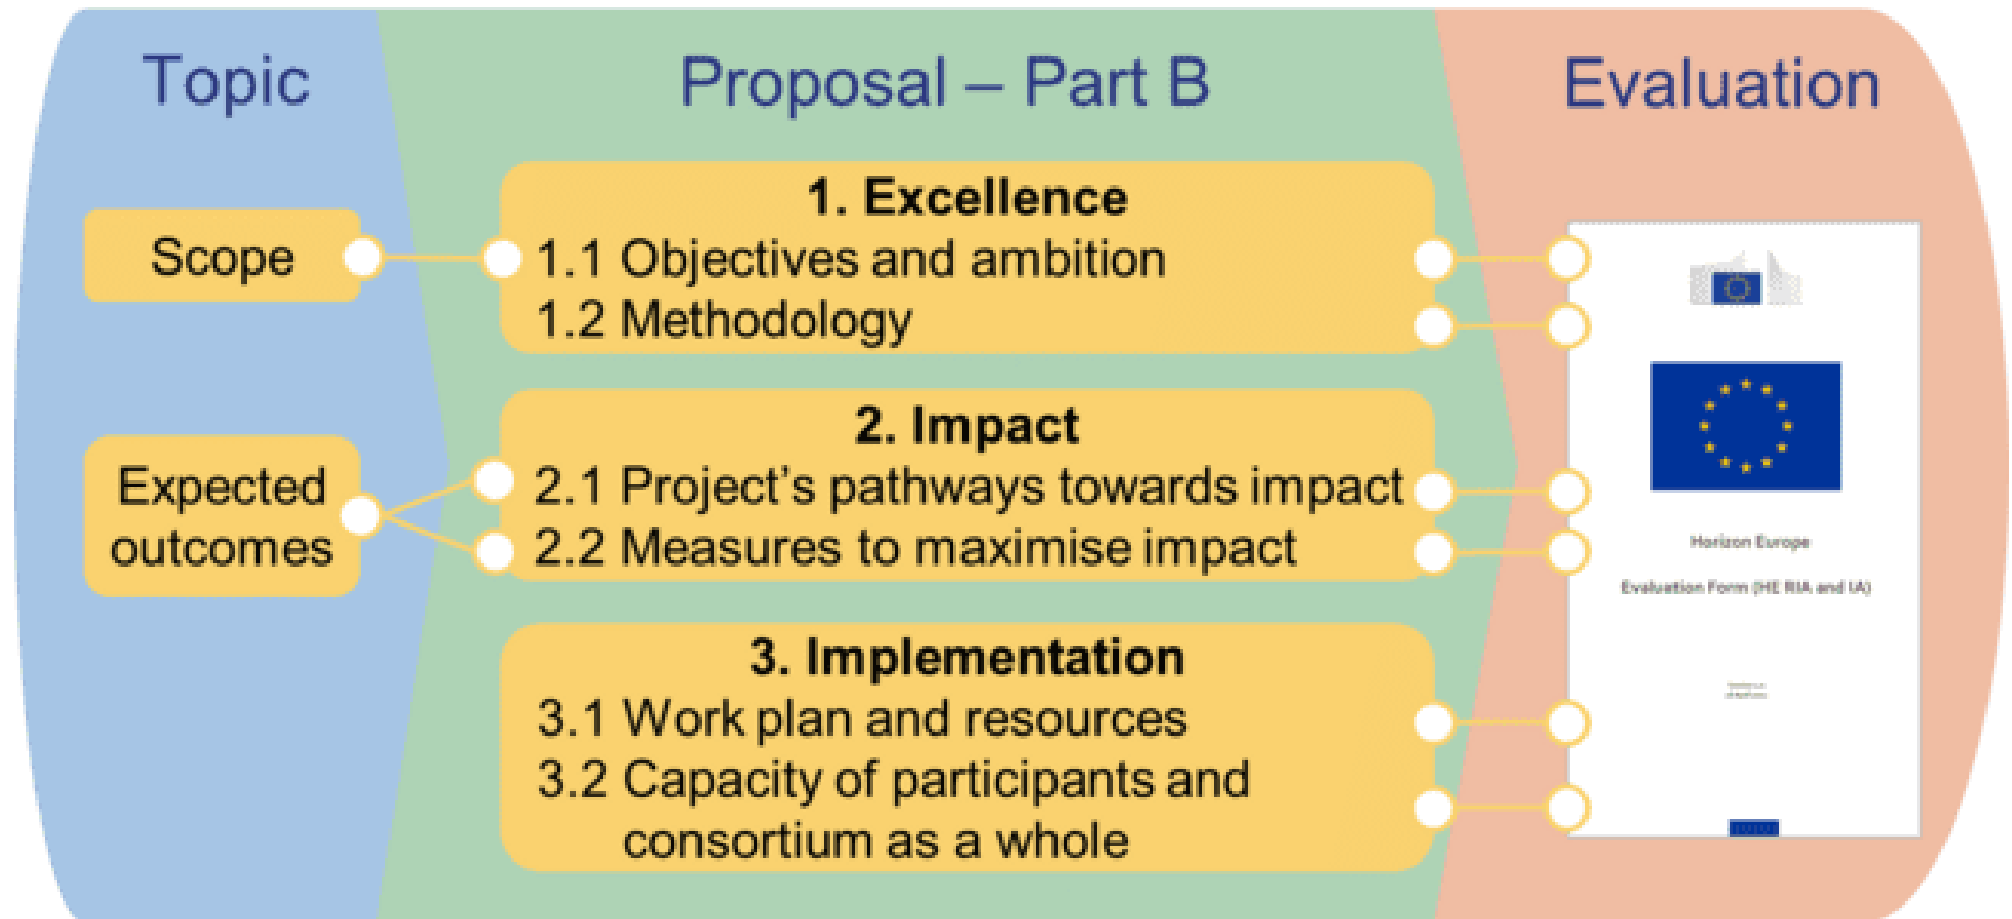 Topic
Proposal – Part B
Evaluation
Scope
1. Excellence
1.1 Objectives and ambition
1.2 Methodology
Expected
outcomes
2. Impact
2.1 Project’s pathways towards impact
2.2 Measures to maximise impact
3. Implementation
3.1 Work plan and resources
3.2 Capacity of participants and
consortium as a whole
Horizon Europe
Evaluation Form (HE RIA and IA)